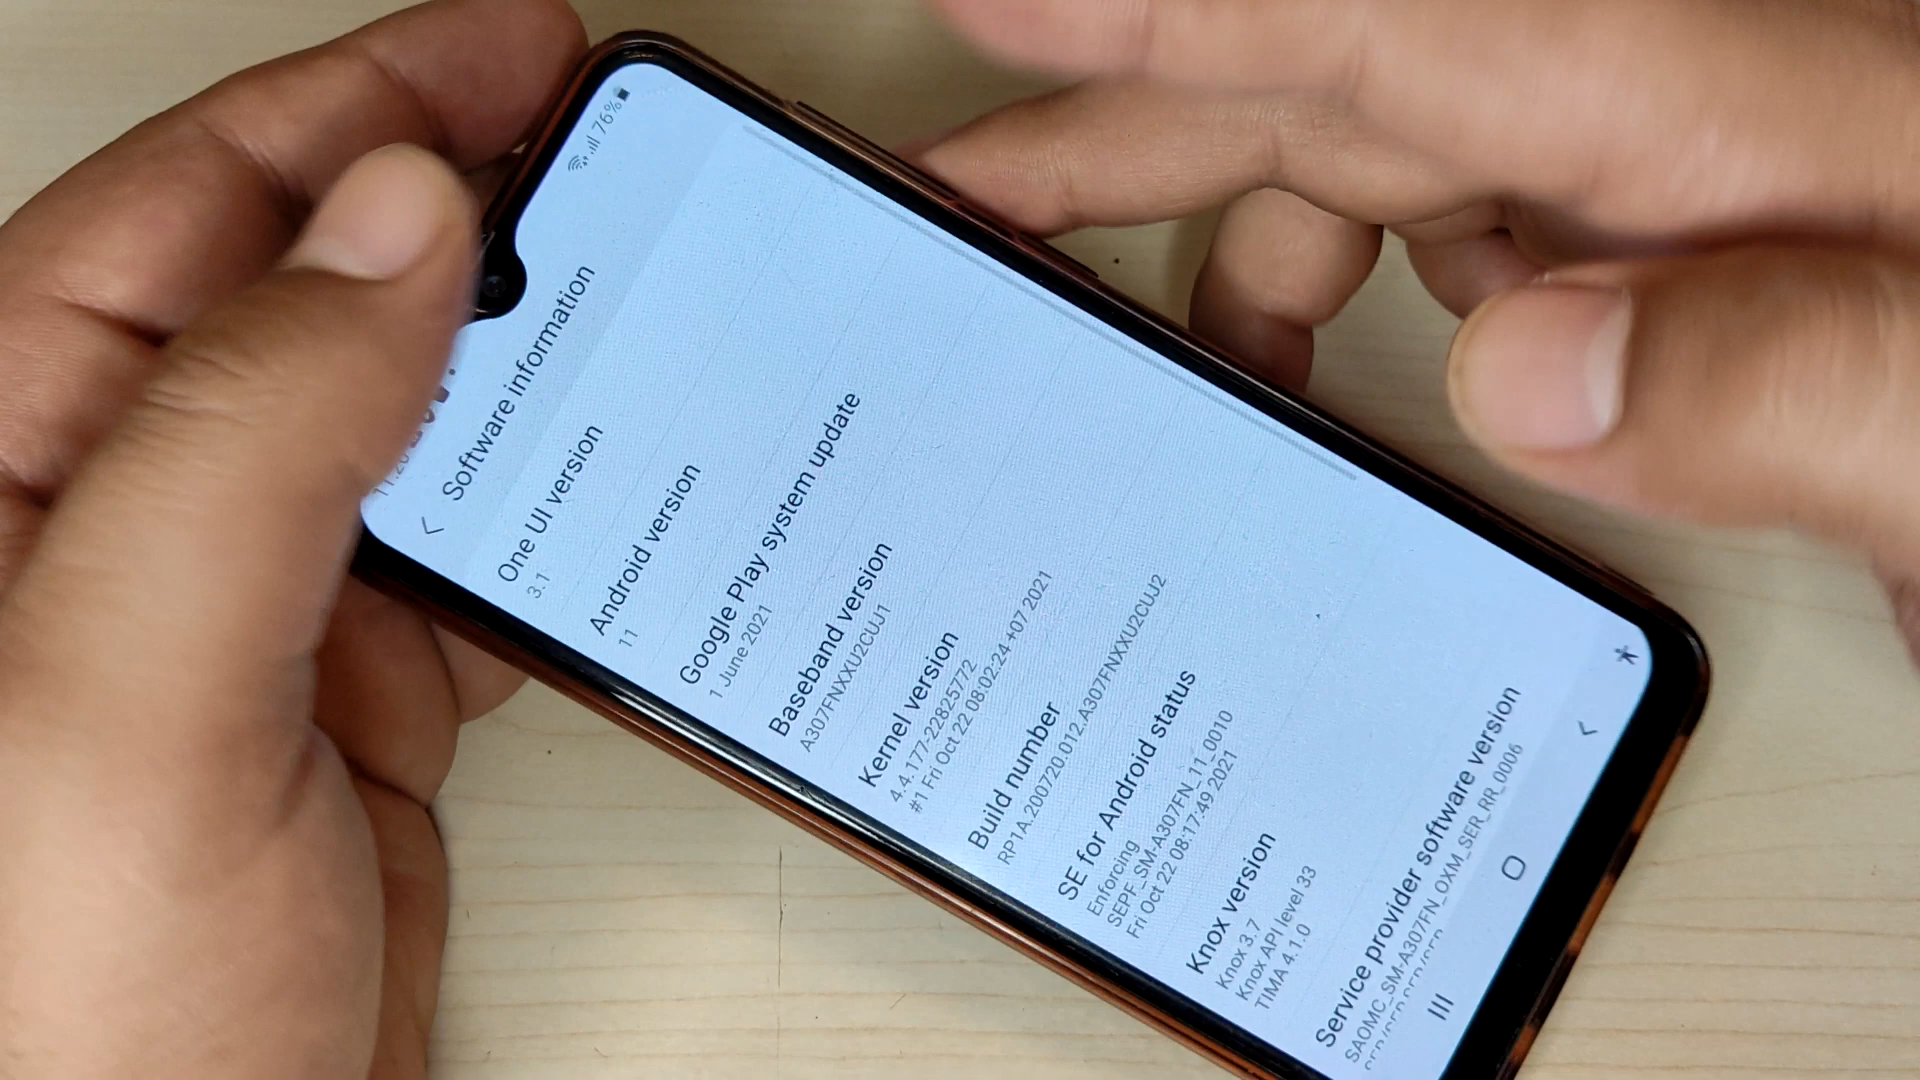 76%
Software information
One UI version
3.1
Android version
11
Google Play system update
1 June 2021
Baseband version
A307FNXXU2CUJ1
Kernel version
4.4.177-22825772
#1 Fri Oct 22 08:02:24 +07 2021
Build number
RP1A.200720.012.A307FNXXU2CUJ2
SE for Android status
Enforcing
SEPF_SM-A307FN_11_0010
Fri Oct 22 08:17:49 2021
Knox version
Knox 3.7
Knox API level 33
TIMA 4.1.0
Service provider software version
SAOMC_SM-A307FN_OXM_SER_RR_0006